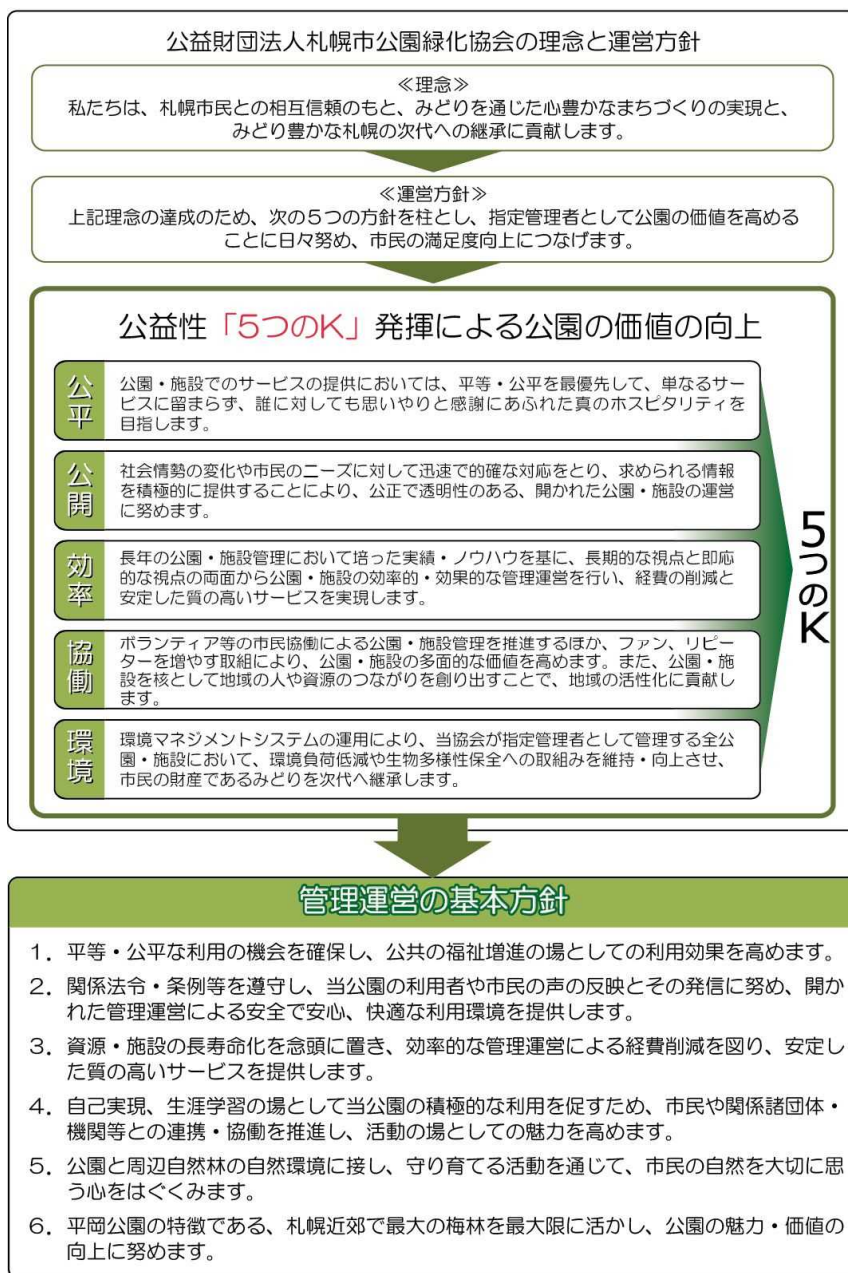 公益財団法人札幌市公園緑化協会の理念と運営方針
≪理念≫
私たちは、札幌市民との相互信頼のもと、みどりを通じた心豊かなまちづくりの実現と、
みどり豊かな札幌の次代への継承に貢献します。
≪運営方針≫
上記理念の達成のため、次の5つの方針を柱とし、指定管理者として公園の価値を高める
ことに日々努め、市民の満足度向上につなげます。
公益性「5つのK」発揮による公園の価値の向上
公平
公園・施設でのサービスの提供においては、平等・公平を最優先して、単なるサー
ビスに留まらず、誰に対しても思いやりと感謝にあふれた真のホスピタリティを
目指します。
公開
社会情勢の変化や市民のニーズに対して迅速で的確な対応をとり、求められる情報
を積極的に提供することにより、公正で透明性のある、開かれた公園・施設の運営
に努めます。
効率
長年の公園・施設管理において培った実績・ノウハウを基に、長期的な視点と即応
的な視点の両面から公園・施設の効率的・効果的な管理運営を行い、経費の削減と
安定した質の高いサービスを実現します。
協働
ボランティア等の市民協働による公園・施設管理を推進するほか、ファン、リピー
ターを増やす取組により、公園・施設の多面的な価値を高めます。また、公園・施
設を核として地域の人や資源のつながりを創り出すことで、地域の活性化に貢献し
ます。
環境
環境マネジメントシステムの運用により、当協会が指定管理者として管理する全公
園・施設において、環境負荷低減や生物多様性保全への取組みを維持・向上させ、
市民の財産であるみどりを次代へ継承します。
5つのK
管理運営の基本方針
1．平等・公平な利用の機会を確保し、公共の福祉増進の場としての利用効果を高めます。
2．関係法令・条例等を遵守し、当公園の利用者や市民の声の反映とその発信に努め、開か
れた管理運営による安全で安心、快適な利用環境を提供します。
3．資源・施設の長寿命化を念頭に置き、効率的な管理運営による経費削減を図り、安定し
た質の高いサービスを提供します。
4．自己実現、生涯学習の場として当公園の積極的な利用を促すため、市民や関係諸団体・
機関等との連携・協働を推進し、活動の場としての魅力を高めます。
5．公園と周辺自然林の自然環境に接し、守り育てる活動を通じて、市民の自然を大切に思
う心をはぐくみます。
6．平岡公園の特徴である、札幌近郊で最大の梅林を最大限に活かし、公園の魅力・価値の
向上に努めます。